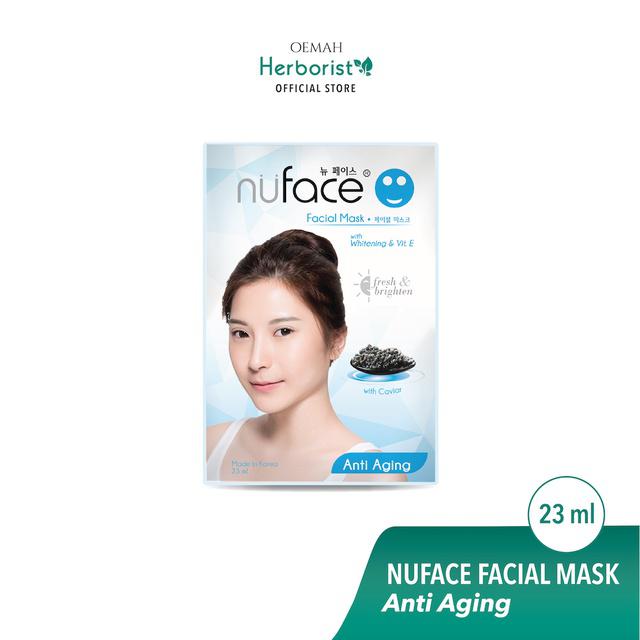 OEMAH
Herborist
OFFICIAL STORE
뉴 페이스
nüface ®
Facial Mask • 페이셜 마스크
with
Whitening & Vit. E
fresh &
brighten
with Caviar
Made in Korea
23 ml
Anti Aging
23 ml
NUFACE FACIAL MASK
Anti Aging